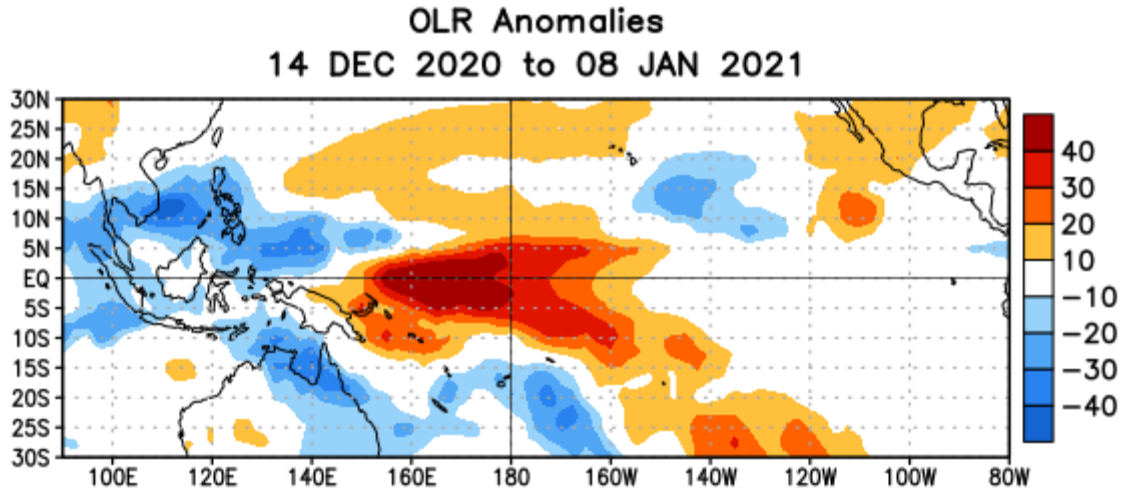 OLR Anomalies
14 DEC 2020 to 08 JAN 2021
30N
25N
20N
15N
10N
5N
EQ
5S
10S
15S
20S
25S
30S
100E 120E 140E 160E 180 160W 140W 120W 100W 80W
40
30
20
10
-10
-20
-30
-40